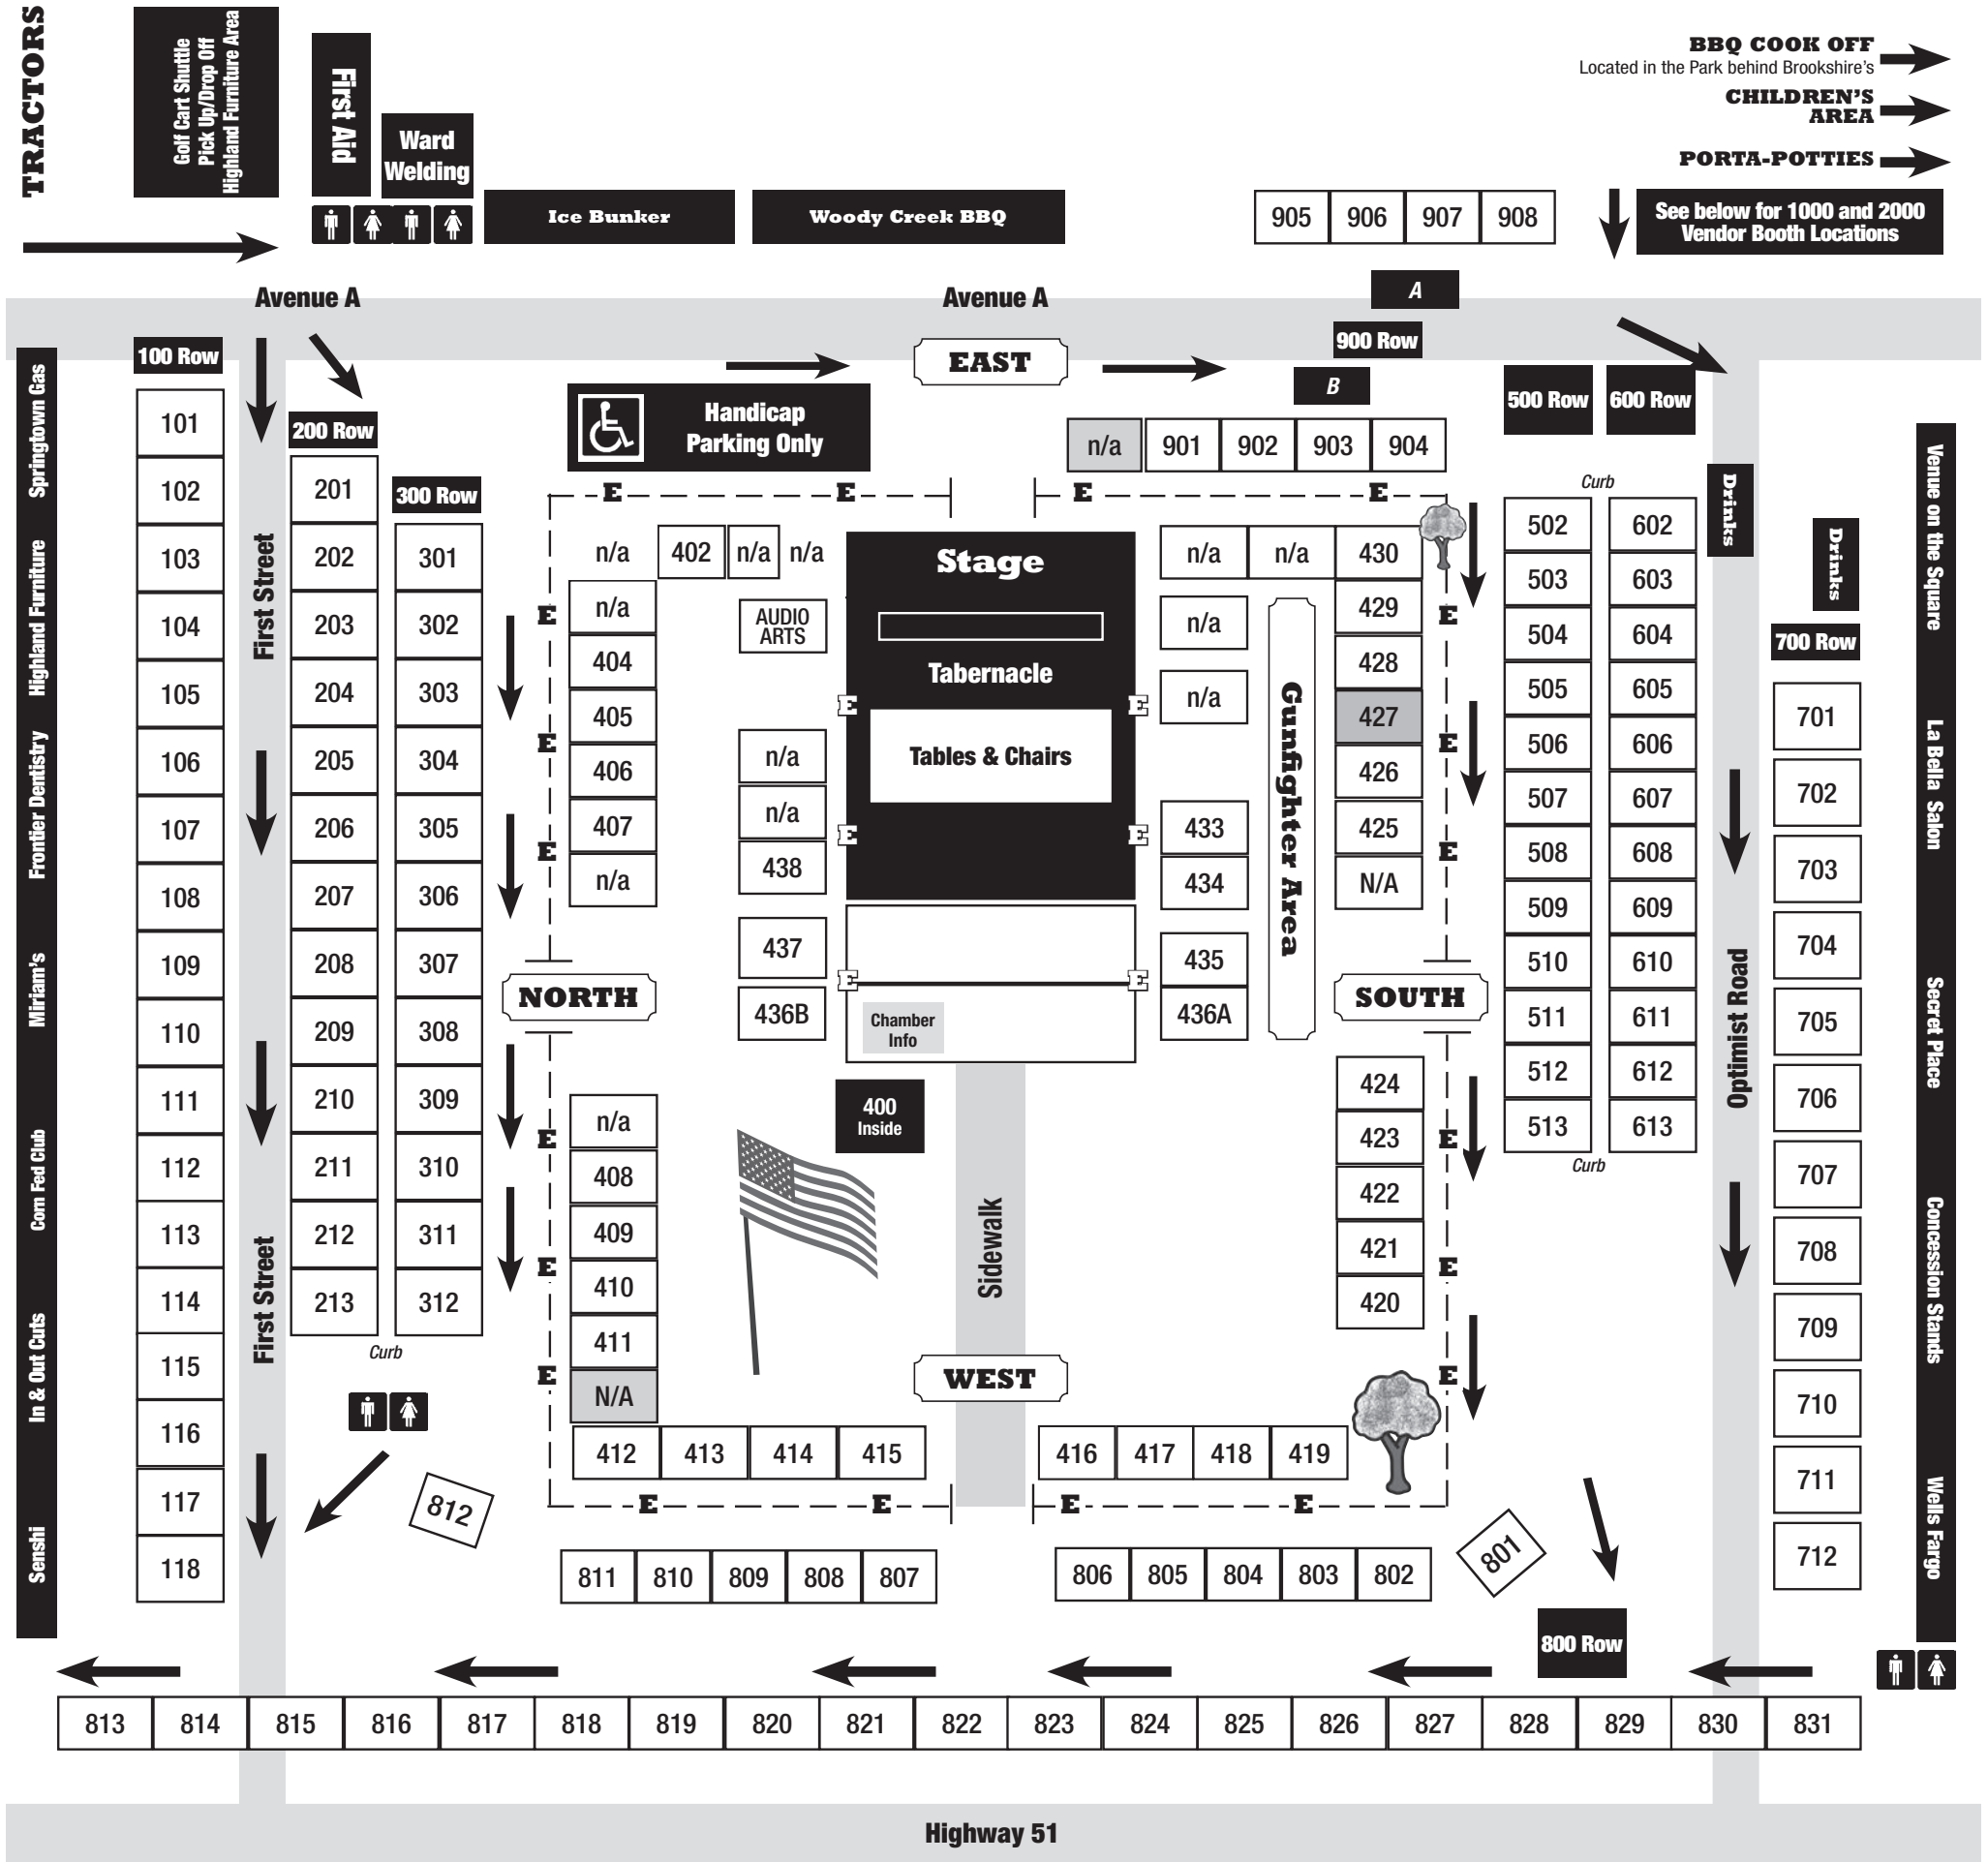 TRACTORS
Golf Cart Shuttle
Pick Up/Drop Off
Highland Furniture Area
First Aid
Ward
Welding
Ice Bunker
Woody Creek BBQ
BBQ COOK OFF
Located in the Park behind Brookshire's
CHILDREN'S
AREA
PORTA-POTTIES
905 906 907 908
See below for 1000 and 2000
Vendor Booth Locations
Avenue A
Avenue A
A
900 Row
B
EAST
Handicap
Parking Only
n/a 901 902 903 904
Springtown Gas
Highland Furniture
Frontier Dentistry
Miriam's
Corn Fed Club
In & Out Cuts
Senshi
100 Row
101
102
103
104
105
106
107
108
109
110
111
112
113
114
115
116
117
118
First Street
First Street
200 Row
201
202
203
204
205
206
207
208
209
210
211
212
213
300 Row
301
302
303
304
305
306
307
308
309
310
311
312
Curb
E E E E
n/a 402 n/a n/a
n/a
404
405
406
407
n/a
E
E
E
AUDIO
ARTS
n/a
n/a
438
437
436B
Stage
Tabernacle
Tables & Chairs
E E
E E
E E
Chamber
Info
n/a n/a 430
n/a
n/a
433
434
435
436A
Gunfighter Area
429
428
427
426
425
N/A
E
E
E
NORTH
SOUTH
400
Inside
n/a
408
409
410
411
N/A
E
E
E
Sidewalk
WEST
424
423
422
421
420
E
E
E
412 413 414 415
416 417 418 419
E E E E
500 Row
600 Row
Curb
502 602
503 603
504 604
505 605
506 606
507 607
508 608
509 609
510 610
511 611
512 612
513 613
Curb
Drinks
Drinks
Optimist Road
700 Row
701
702
703
704
705
706
707
708
709
710
711
712
Venue on the Square
La Bella Salon
Secret Place
Concession Stands
Wells Fargo
812
811 810 809 808 807
806 805 804 803 802
801
800 Row
813 814 815 816 817 818 819 820 821 822 823 824 825 826 827 828 829 830 831
Highway 51